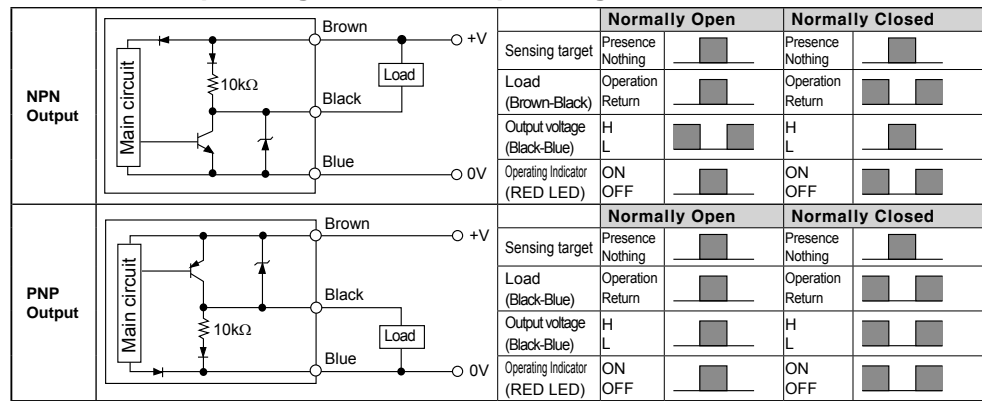 Normally Open Normally Closed
NPN Output
Main circuit
10kΩ
Brown
+V
Load
Black
Blue
0V
Sensing target Presence Nothing Presence Nothing
Load (Brown-Black) Operation Return Operation Return
Output voltage (Black-Blue) H L H L
Operating Indicator (RED LED) ON OFF ON OFF
Normally Open Normally Closed
PNP Output
Main circuit
10kΩ
Brown
+V
Black
Load
Blue
0V
Sensing target Presence Nothing Presence Nothing
Load (Black-Blue) Operation Return Operation Return
Output voltage (Black-Blue) H L H L
Operating Indicator (RED LED) ON OFF ON OFF